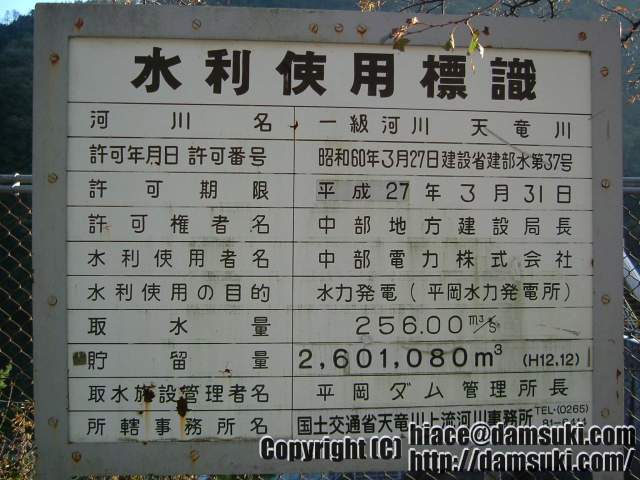 水利使用標識
河川名 一級河川 天竜川
許可年月日 許可番号 昭和60年3月27日建設省建部水第37号
許可期限 平成27年3月31日
許可権者名 中部地方建設局長
水利使用者名 中部電力株式会社
水利使用の目的 水力発電(平岡水力発電所)
取水量 256.00 m³/s
貯留量 2,601,080m³ (H12,12)
取水施設管理者名 平岡ダム管理所長
所轄事務所名 国土交通省天竜川上流河川事務所 TEL-(0265)
Copyright (C) hiace@damsuki.com
http://damsuki.com/